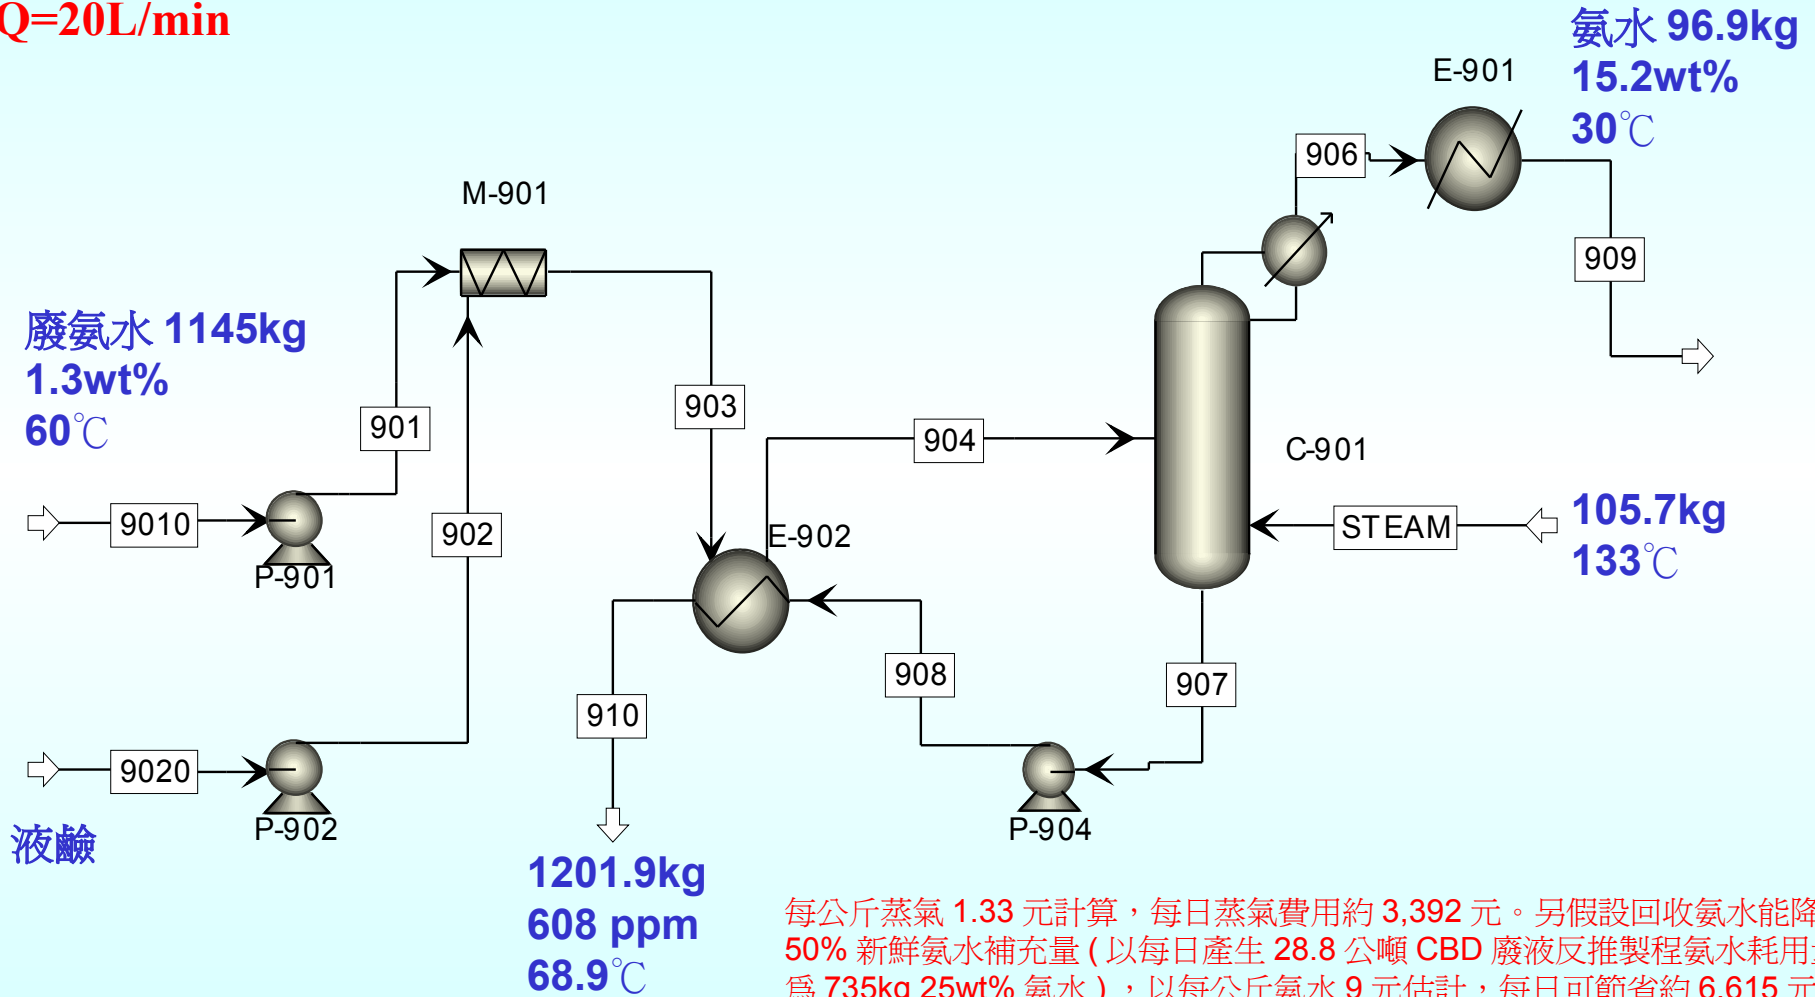 Q=20L/min
氨水 96.9kg
15.2wt%
30℃
E-901
906
M-901
909
廢氨水 1145kg
1.3wt%
60℃
901
903
904
C-901
9010
902
E-902
STEAM
105.7kg
133℃
P-901
908
907
910
9020
P-902
P-904
液鹼
1201.9kg
608 ppm
68.9℃
每公斤蒸氣 1.33 元計算，每日蒸氣費用約 3,392 元。另假設回收氨水能降
50% 新鮮氨水補充量 ( 以每日產生 28.8 公噸 CBD 廢液反推製程氨水耗用
為 735kg 25wt% 氨水 ) ，以每公斤氨水 9 元估計，每日可節省約 6,615 元